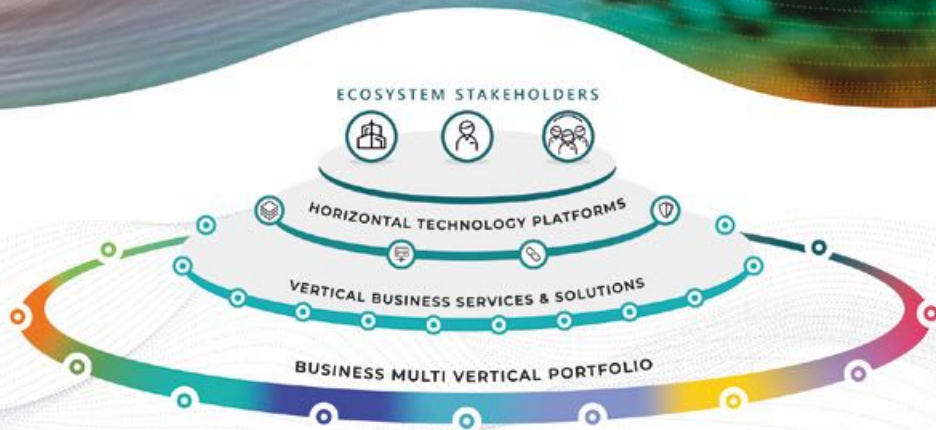 ECOSYSTEM STAKEHOLDERS
HORIZONTAL TECHNOLOGY PLATFORMS
VERTICAL BUSINESS SERVICES & SOLUTIONS
BUSINESS MULTI VERTICAL PORTFOLIO